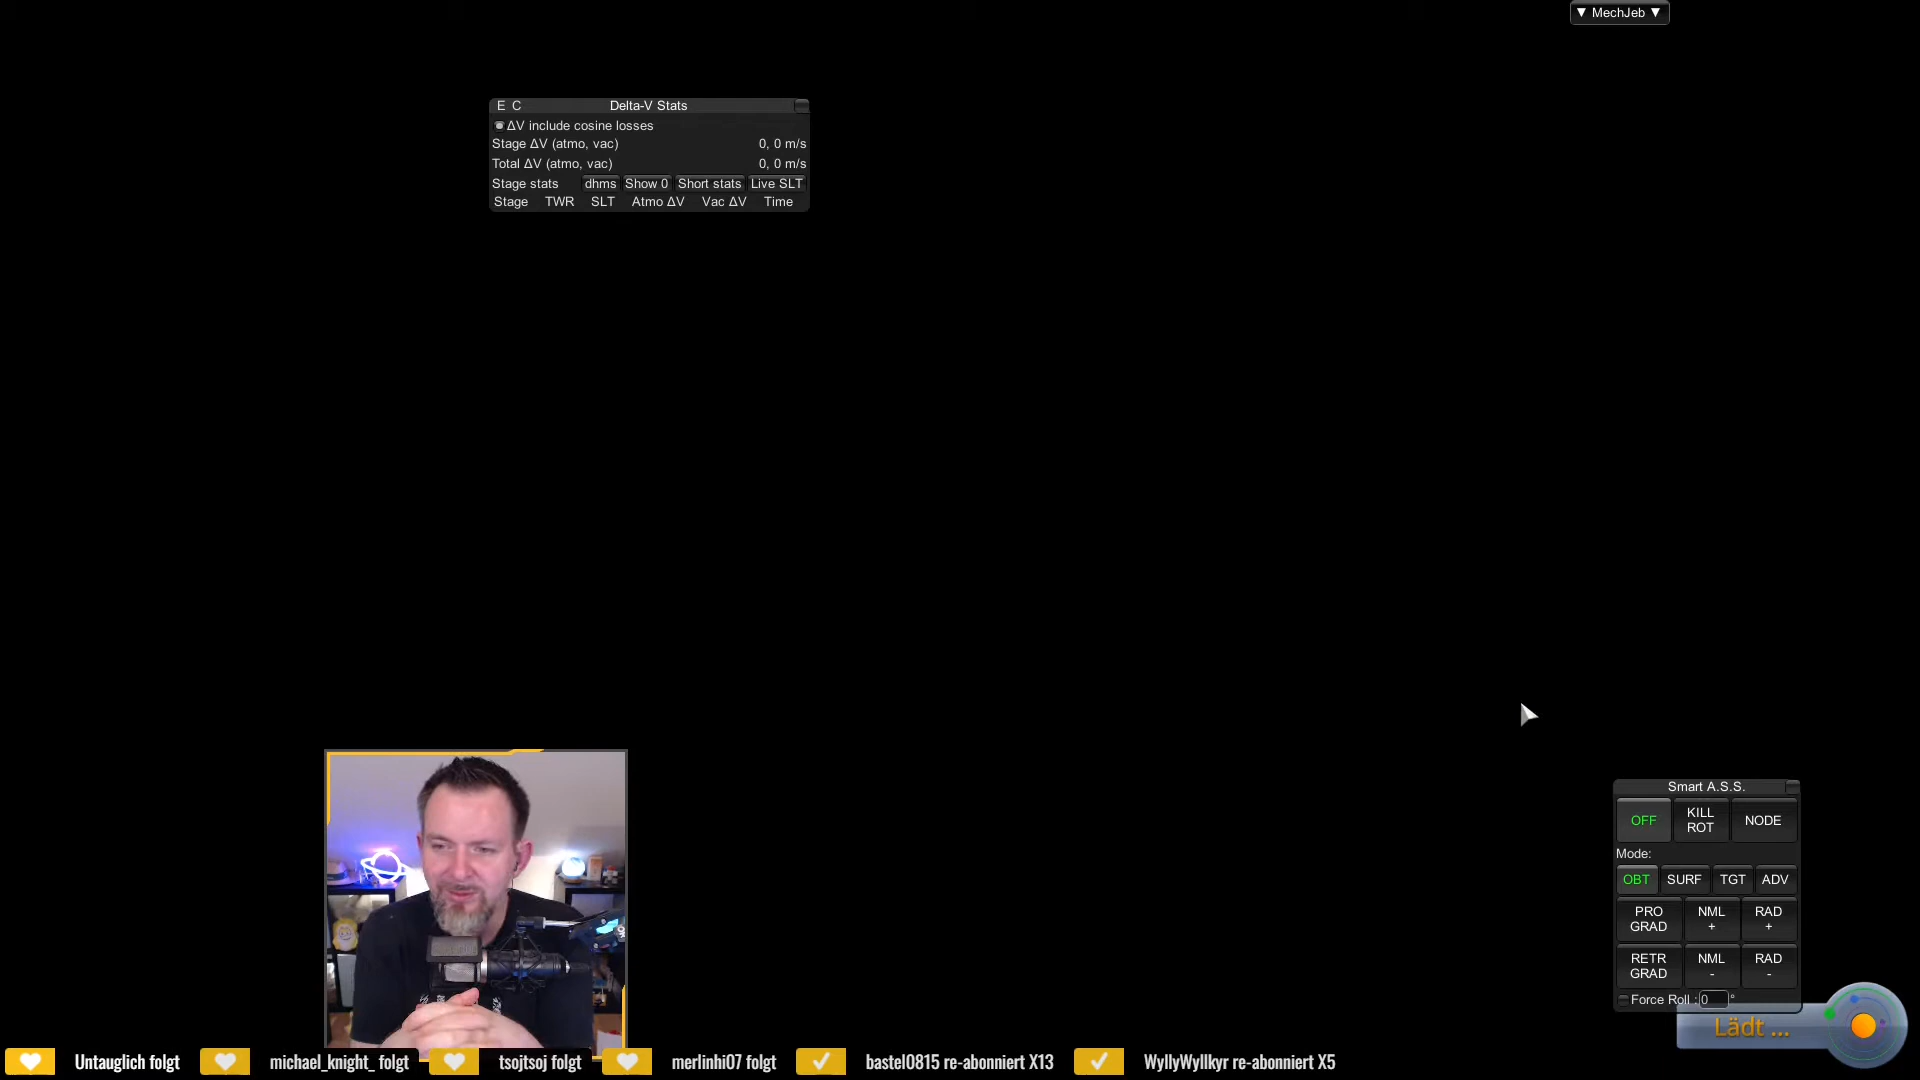 ▼ MechJeb ▼
E C Delta-V Stats
ΔV include cosine losses
Stage ΔV (atmo, vac) 0, 0 m/s
Total ΔV (atmo, vac) 0, 0 m/s
Stage stats dhms Show 0 Short stats Live SLT
Stage TWR SLT Atmo ΔV Vac ΔV Time
Smart A.S.S.
OFF KILL ROT NODE
Mode:
OBT SURF TGT ADV
PRO GRAD NML + RAD +
RETR GRAD NML - RAD -
Force Roll : 0 °
Lädt ...
Untauglich folgt michael_knight_ folgt tsojtsoj folgt merlinhi07 folgt bastel0815 re-abonniert X13 WyllyWyllkyr re-abonniert X5